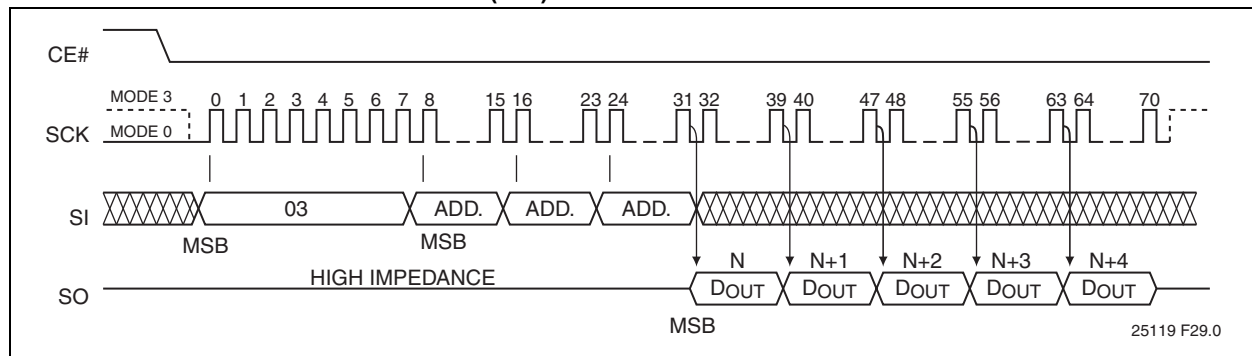 CE#
MODE 3
0 1 2 3 4 5 6 7 8 15 16 23 24 31 32 39 40 47 48 55 56 63 64 70
SCK
MODE 0
SI
03 ADD. ADD. ADD.
MSB MSB
HIGH IMPEDANCE
N N+1 N+2 N+3 N+4
SO
DOUT DOUT DOUT DOUT DOUT
MSB
25119 F29.0